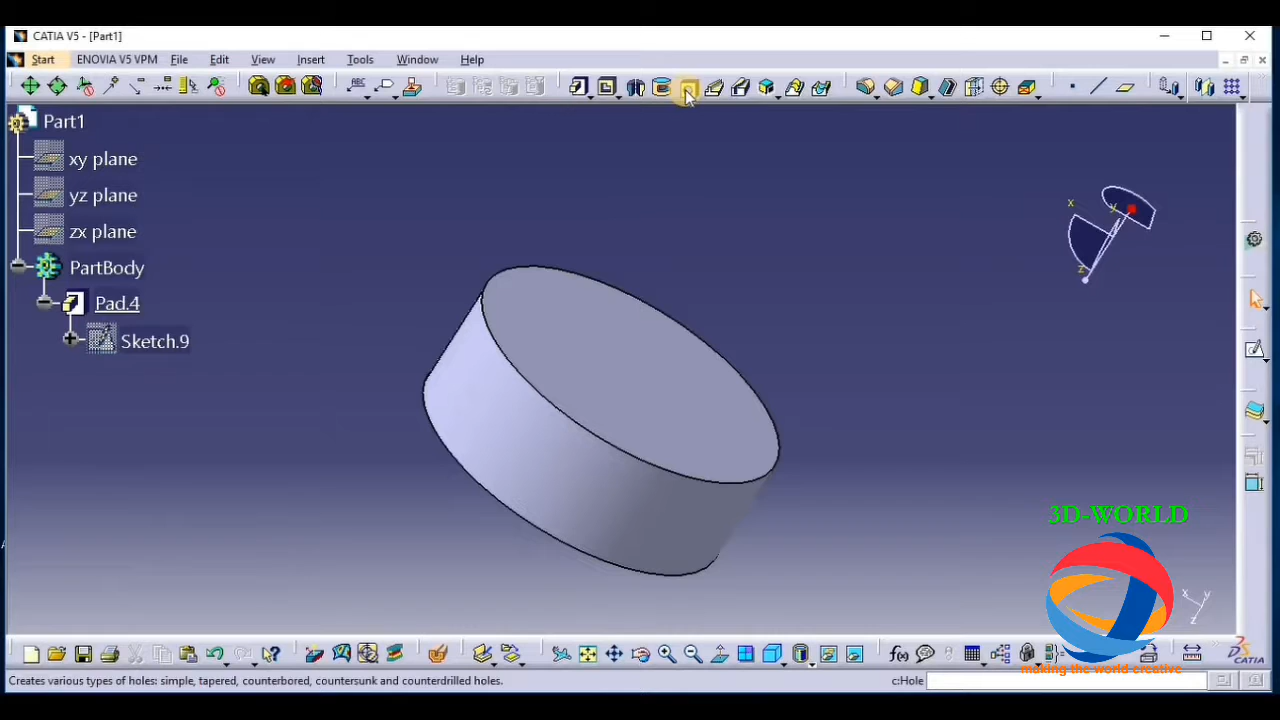 CATIA V5 - [Part1]
Start ENOVIA V5 VPM File Edit View Insert Tools Window Help
Part1
xy plane
yz plane
zx plane
PartBody
Pad.4
Sketch.9
x
y
z
3D-WORLD
x y
z
making the world creative
f(x)
CATIA
Creates various types of holes: simple, tapered, counterbored, countersunk, counterdrilled holes.
c:Hole